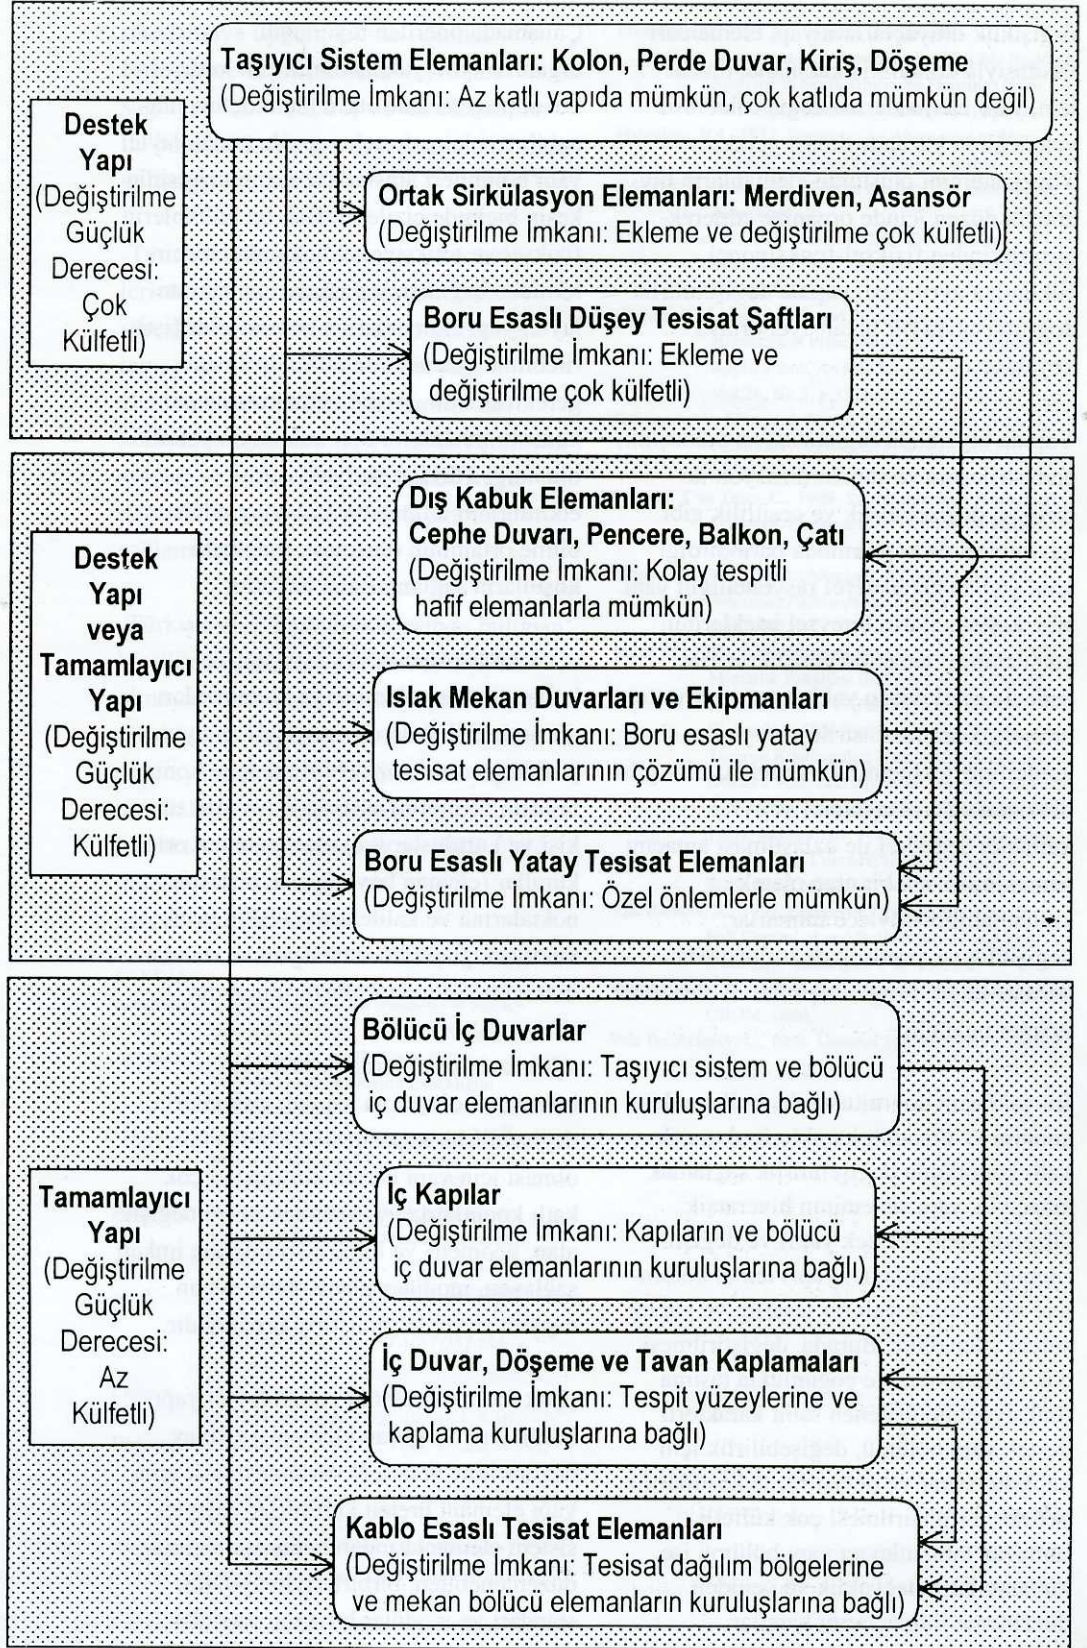 Taşıyıcı Sistem Elemanları: Kolon, Perde Duvar, Kiriş, Döşeme
(Değiştirilme İmkanı: Az katlı yapıda mümkün, çok katlıda mümkün değil)
Destek
Yapı
(Değiştirilme
Güçlük
Derecesi:
Çok
Külfetli)
Ortak Sirkülasyon Elemanları: Merdiven, Asansör
(Değiştirilme İmkanı: Ekleme ve değiştirilme çok külfetli)
Boru Esaslı Düşey Tesisat Şaftları
(Değiştirilme İmkanı: Ekleme ve
değiştirilme çok külfetli)
Destek
Yapı
veya
Tamamlayıcı
Yapı
(Değiştirilme
Güçlük
Derecesi:
Külfetli)
Dış Kabuk Elemanları:
Cephe Duvarı, Pencere, Balkon, Çatı
(Değiştirilme İmkanı: Kolay tespitli
hafif elemanlarla mümkün)
Islak Mekan Duvarları ve Ekipmanları
(Değiştirilme İmkanı: Boru esaslı yatay
tesisat elemanlarının çözümü ile mümkün)
Boru Esaslı Yatay Tesisat Elemanları
(Değiştirilme İmkanı: Özel önlemlerle mümkün)
Tamamlayıcı
Yapı
(Değiştirilme
Güçlük
Derecesi:
Az
Külfetli)
Bölücü İç Duvarlar
(Değiştirilme İmkanı: Taşıyıcı sistem ve bölücü
iç duvar elemanlarının kuruluşlarına bağlı)
İç Kapılar
(Değiştirilme İmkanı: Kapıların ve bölücü
iç duvar elemanlarının kuruluşlarına bağlı)
İç Duvar, Döşeme ve Tavan Kaplamaları
(Değiştirilme İmkanı: Tespit yüzeylerine ve
kaplama kuruluşlarına bağlı)
Kablo Esaslı Tesisat Elemanları
(Değiştirilme İmkanı: Tesisat dağılım bölgelerine
ve mekan bölücü elemanların kuruluşlarına bağlı)